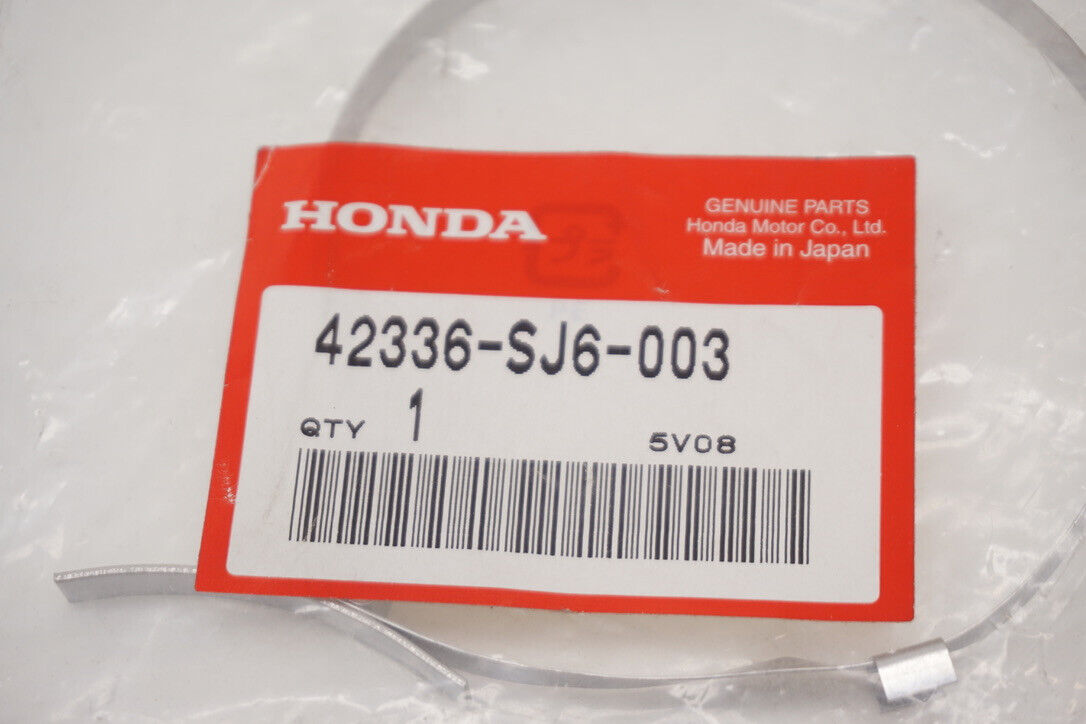 HONDA
GENUINE PARTS
Honda Motor Co., Ltd.
Made in Japan
42336-SJ6-003
QTY 1
5V08